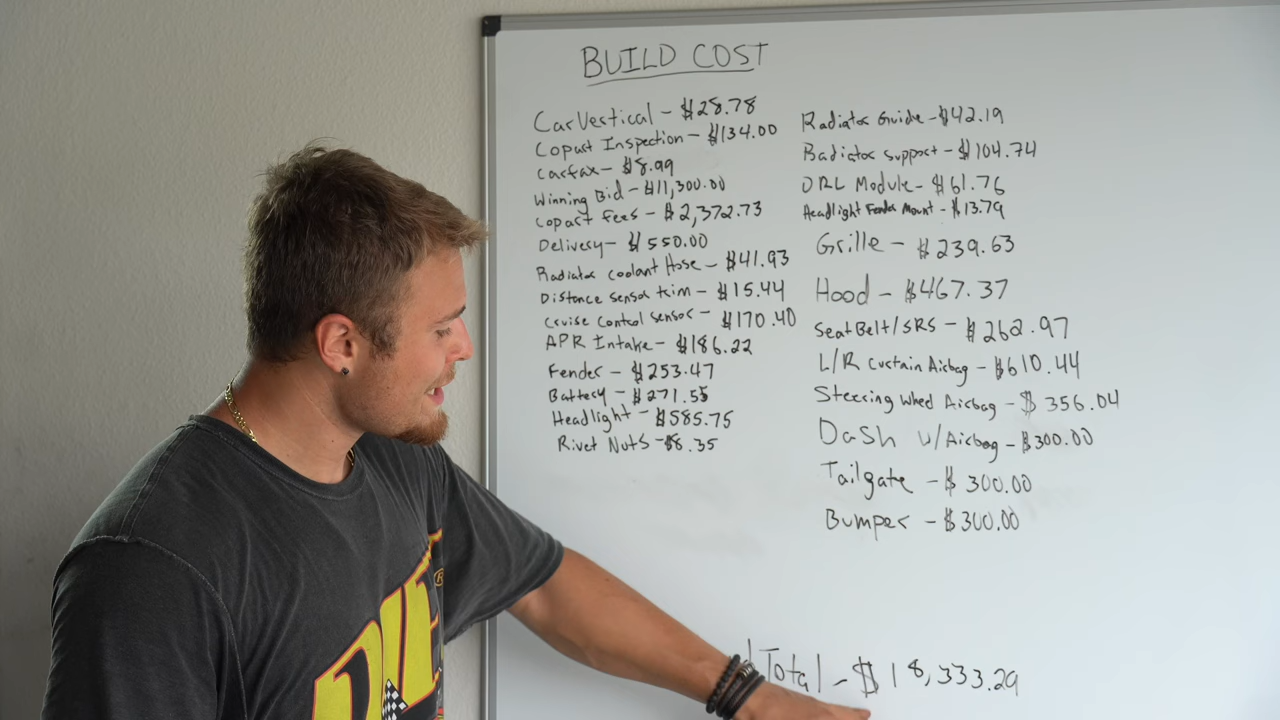 BUILD COST
CarVertical - $28.78
Copart Inspection - $134.00
Carfax - $8.99
Winning Bid - $11,300.00
Copart Fees - $2,372.73
Delivery - $550.00
Radiator coolant Hose - $41.93
Distance sensor trim - $15.44
Cruise Control sensor - $170.40
APR Intake - $186.22
Fender - $253.47
Battery - $271.55
Headlight - $585.75
Rivet Nuts - $8.35
Radiator Guide - $42.19
Radiator support - $104.74
DRL Module - $61.76
Headlight Fender Mount - $13.79
Grille - $239.63
Hood - $467.37
SeatBelt/SRS - $262.97
L/R Curtain Airbag - $610.44
Steering Wheel Airbag - $356.04
Dash w/Airbag - $300.00
Tailgate - $300.00
Bumper - $300.00
Total - $18,333.29